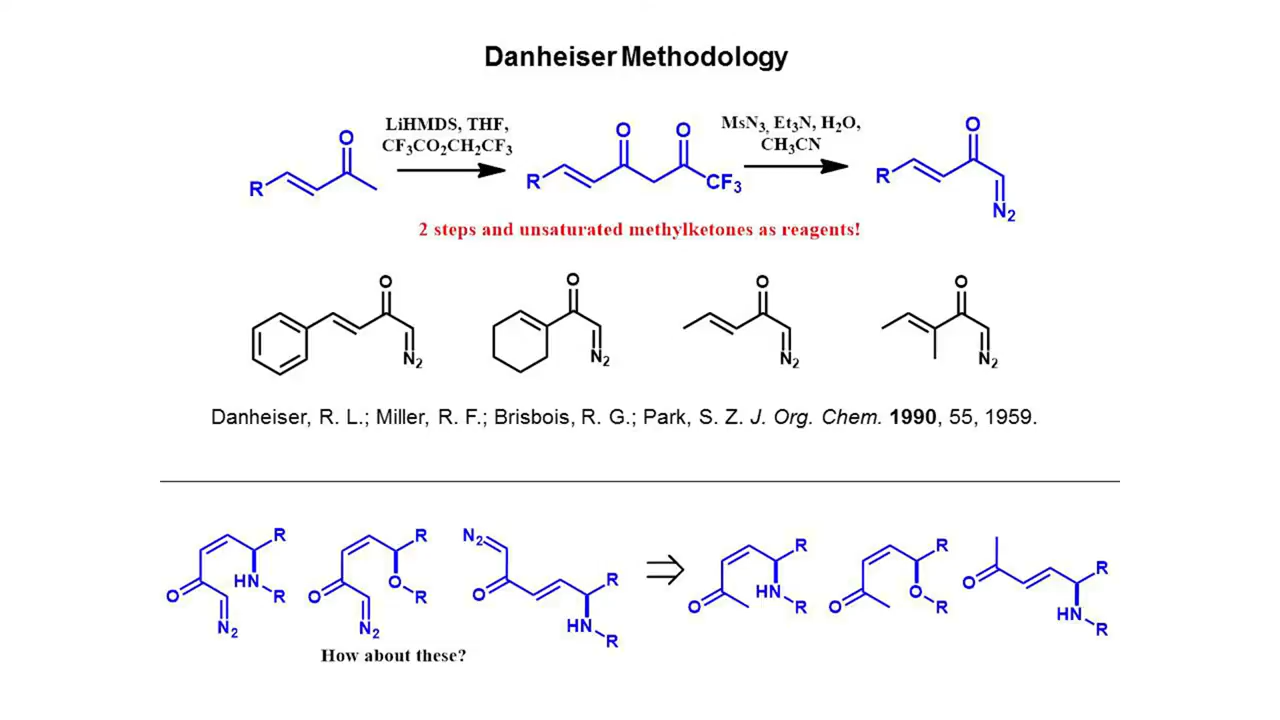 Danheiser Methodology
LiHMDS, THF,
CF3CO2CH2CF3
MsN3, Et3N, H2O,
CH3CN
R
O
O
O
CF3
R
R
O
N2
2 steps and unsaturated methylketones as reagents!
O
N2
O
N2
O
N2
O
N2
Danheiser, R. L.; Miller, R. F.; Brisbois, R. G.; Park, S. Z. J. Org. Chem. 1990, 55, 1959.
R
HN
R
O
N2
R
O
R
O
N2
N2
O
R
HN
R
R
HN
R
O
R
O
R
O
O
R
HN
R
How about these?